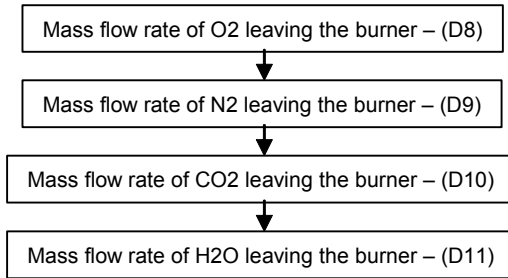 Mass flow rate of O2 leaving the burner – (D8)
Mass flow rate of N2 leaving the burner – (D9)
Mass flow rate of CO2 leaving the burner – (D10)
Mass flow rate of H2O leaving the burner – (D11)